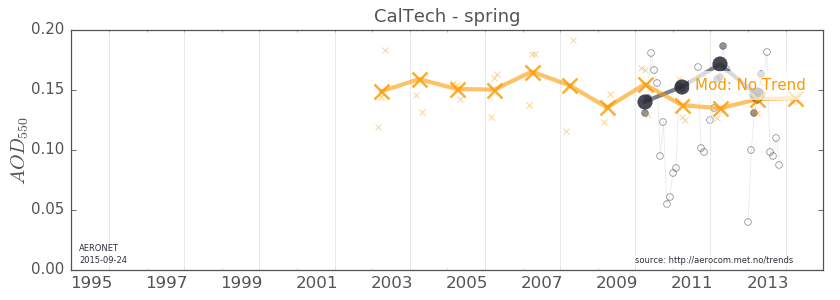 CalTech - spring
0.20
0.15
0.10
0.05
0.00
AOD550
Mod: No Trend
AERONET
2015-09-24
source: http://aerocom.met.no/trends
1995 1997 1999 2001 2003 2005 2007 2009 2011 2013